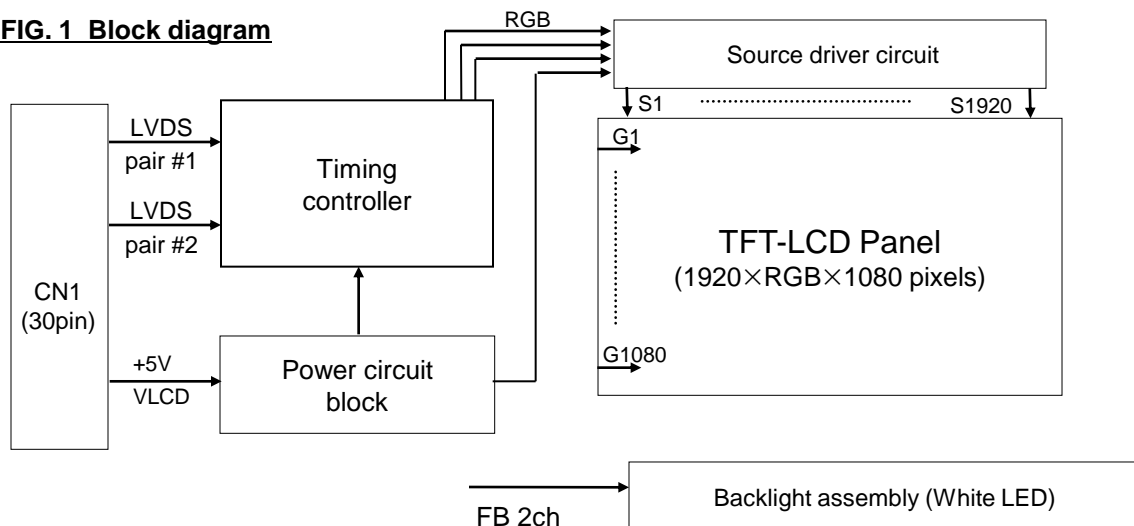 FIG. 1 Block diagram
RGB
Source driver circuit
S1
S1920
LVDS
pair #1
LVDS
pair #2
Timing
controller
G1
TFT-LCD Panel
(1920×RGB×1080 pixels)
G1080
CN1
(30pin)
+5V
VLCD
Power circuit
block
FB 2ch
Backlight assembly (White LED)